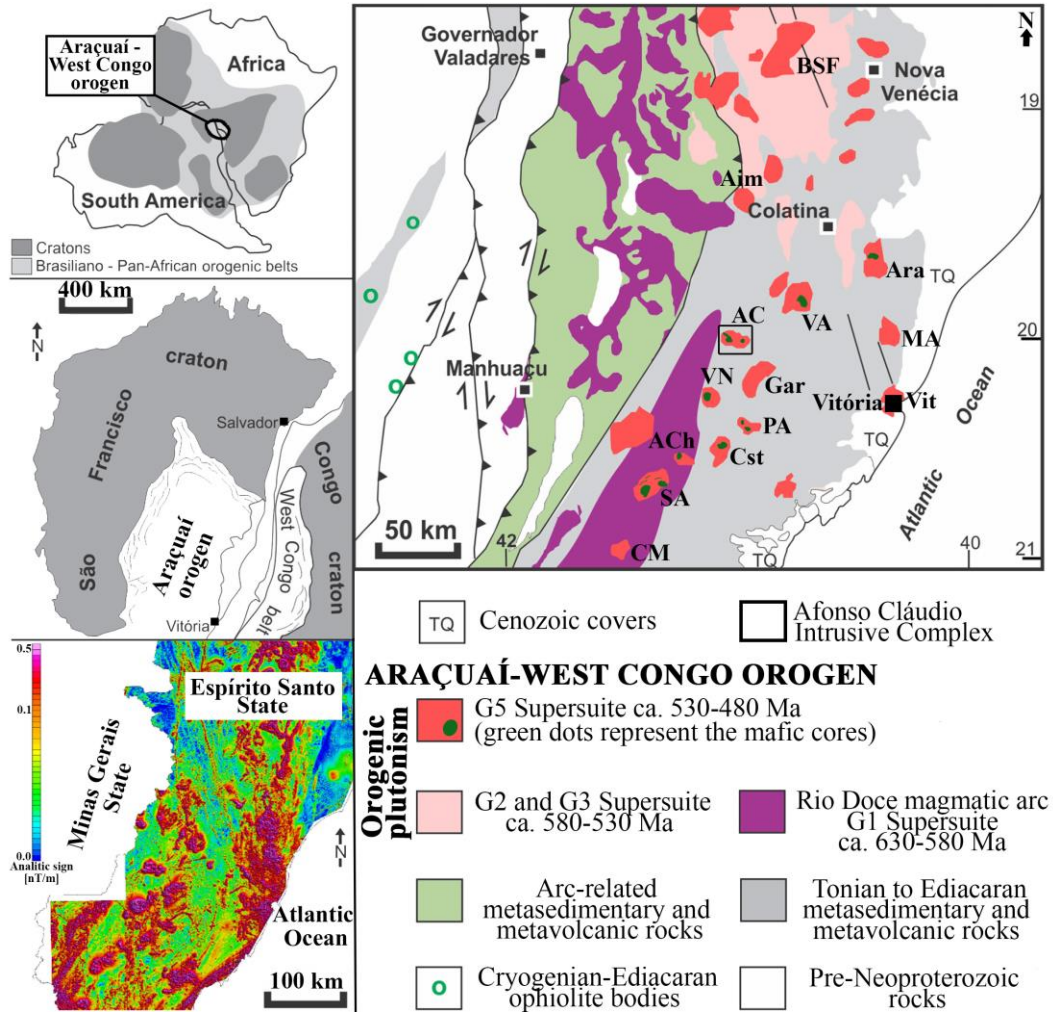 Araçuaí -
West Congo
orogen
Africa
South America
Cratons
Brasiliano - Pan-African orogenic belts
400 km
N
craton
Francisco
São
Salvador
Congo
craton
West Congo
belt
Araçuaí
orogen
Vitória
0.5
0.1
0.0
Analitic sign
[nT/m]
Espírito Santo
State
Minas Gerais
State
N
Atlantic
Ocean
100 km
Governador
Valadares
N
BSF
Nova
Venécia
19
Aim
Colatina
Ara
TQ
VA
AC
MA
20
Manhuaçu
VN
Gar
Vitória
Vit
Ocean
PA
ACh
Cst
TQ
SA
Atlantic
50 km
42
CM
TQ
40
21
TQ
Cenozoic covers
Afonso Cláudio
Intrusive Complex
ARAÇUAÍ-WEST CONGO OROGEN
Orogenic
plutonism
G5 Supersuite ca. 530-480 Ma
(green dots represent the mafic cores)
G2 and G3 Supersuite
ca. 580-530 Ma
Rio Doce magmatic arc
G1 Supersuite
ca. 630-580 Ma
Arc-related
metasedimentary and
metavolcanic rocks
Tonian to Ediacaran
metasedimentary and
metavolcanic rocks
Cryogenian-Ediacaran
ophiolite bodies
Pre-Neoproterozoic
rocks